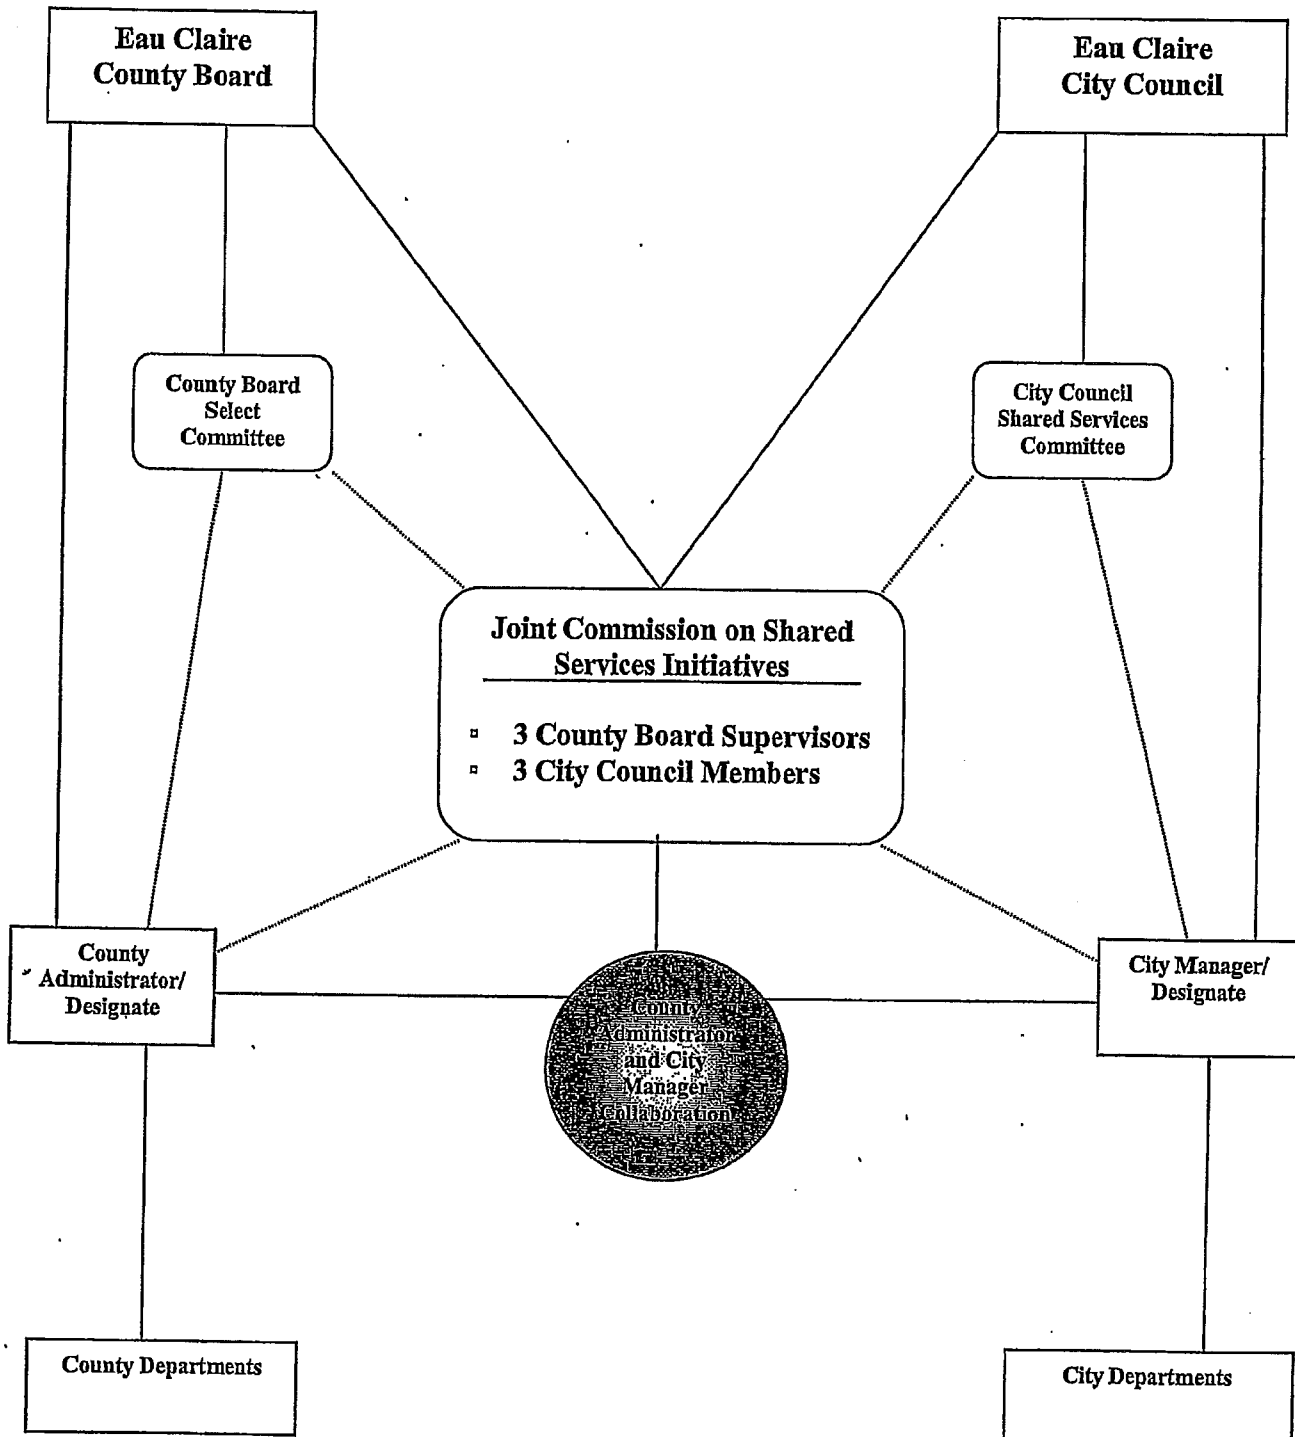 Eau Claire
County Board
Eau Claire
City Council
County Board
Select
Committee
City Council
Shared Services
Committee
Joint Commission on Shared
Services Initiatives
▫ 3 County Board Supervisors
▫ 3 City Council Members
County
Administrator/
Designate
City Manager/
Designate
County
Administrator
and City
Manager
Collaboration
County Departments
City Departments